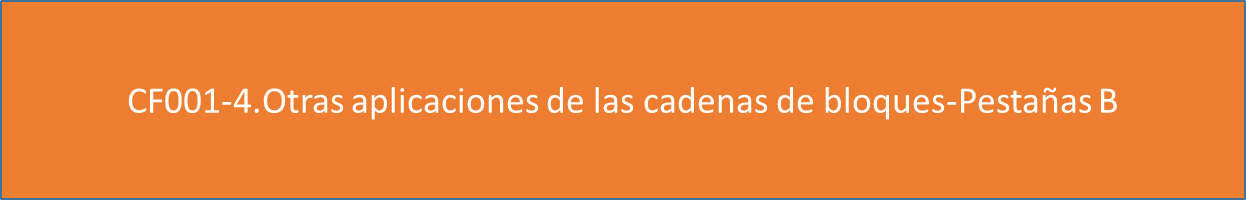 CF001-4.Otras aplicaciones de las cadenas de bloques-Pestañas B